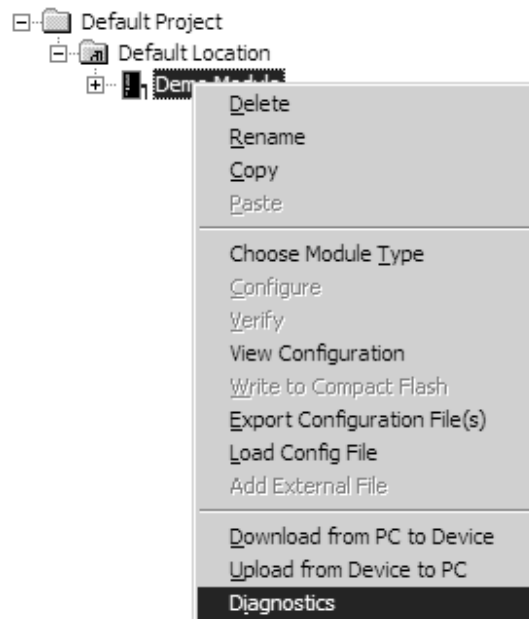 Default Project
Default Location
Demo Module
Delete
Rename
Copy
Paste
Choose Module Type
Configure
Verify
View Configuration
Write to Compact Flash
Export Configuration File(s)
Load Config File
Add External File
Download from PC to Device
Upload from Device to PC
Diagnostics